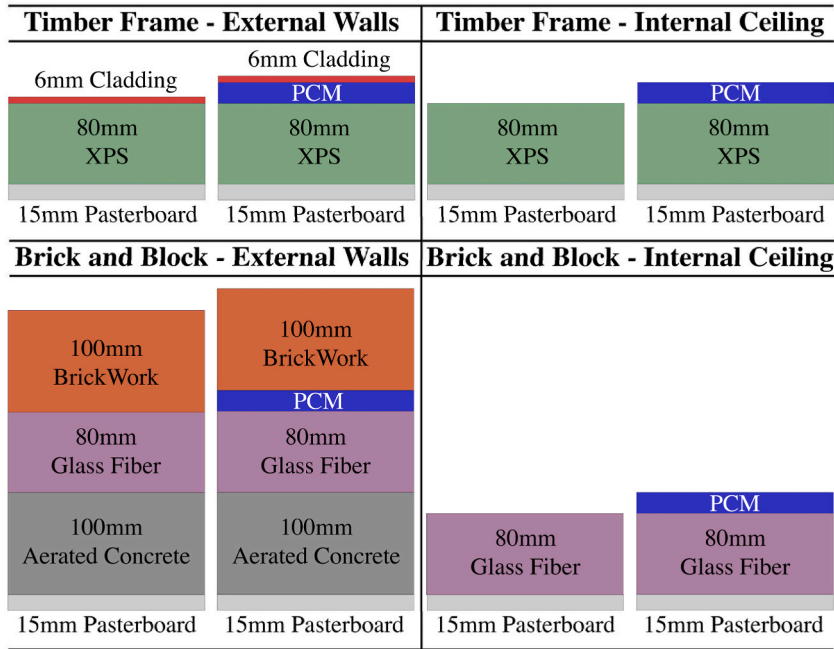 Timber Frame - External Walls
Timber Frame - Internal Ceiling
6mm Cladding
80mm
XPS
15mm Pasterboard
6mm Cladding
PCM
80mm
XPS
15mm Pasterboard
80mm
XPS
15mm Pasterboard
PCM
80mm
XPS
15mm Pasterboard
Brick and Block - External Walls
Brick and Block - Internal Ceiling
100mm
BrickWork
80mm
Glass Fiber
100mm
Aerated Concrete
15mm Pasterboard
100mm
BrickWork
PCM
80mm
Glass Fiber
100mm
Aerated Concrete
15mm Pasterboard
80mm
Glass Fiber
15mm Pasterboard
PCM
80mm
Glass Fiber
15mm Pasterboard